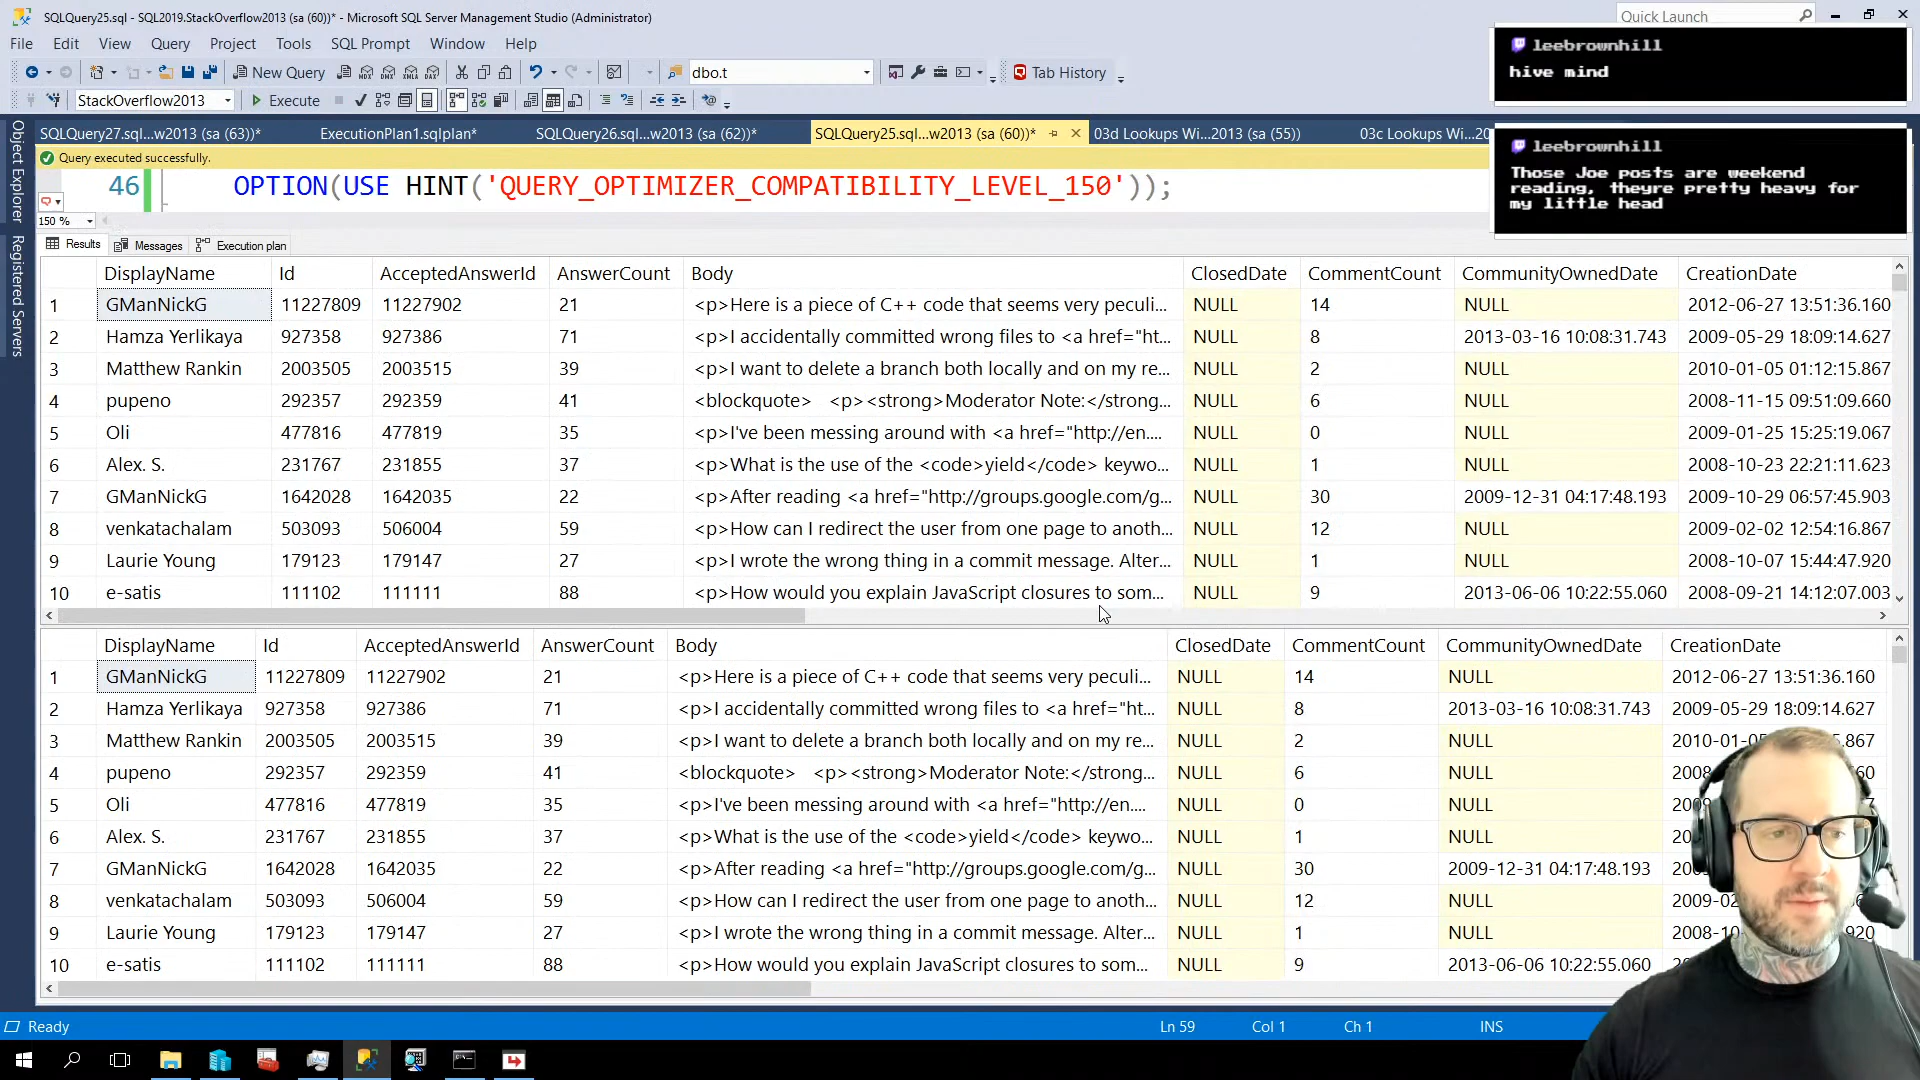 SQLQuery25.sql - SQL2019.StackOverflow2013 (sa (60))* - Microsoft SQL Server Management Studio (Administrator)
Quick Launch
File Edit View Query Project Tools SQL Prompt Window Help
New Query dbo.t Tab History
StackOverflow2013 Execute
leebrownhill
hive mind
leebrownhill
Those Joe posts are weekend
reading, theyre pretty heavy for
my little head
Object Explorer
Registered Servers
SQLQuery27.sql...w2013 (sa (63))* ExecutionPlan1.sqlplan* SQLQuery26.sql...w2013 (sa (62))* SQLQuery25.sql...w2013 (sa (60))* 03d Lookups Wi...2013 (sa (55)) 03c Lookups Wi...2013 (sa (52))
Query executed successfully.
46 OPTION(USE HINT('QUERY_OPTIMIZER_COMPATIBILITY_LEVEL_150'));
150 %
Results Messages Execution plan
DisplayName Id AcceptedAnswerId AnswerCount Body ClosedDate CommentCount CommunityOwnedDate CreationDate
1 GManNickG 11227809 11227902 21 <p>Here is a piece of C++ code that seems very peculi... NULL 14 NULL 2012-06-27 13:51:36.160
2 Hamza Yerlikaya 927358 927386 71 <p>I accidentally committed wrong files to <a href="ht... NULL 8 2013-03-16 10:08:31.743 2009-05-29 18:09:14.627
3 Matthew Rankin 2003505 2003515 39 <p>I want to delete a branch both locally and on my re... NULL 2 NULL 2010-01-05 01:12:15.867
4 pupeno 292357 292359 41 <blockquote> <p><strong>Moderator Note:</strong... NULL 6 NULL 2008-11-15 09:51:09.660
5 Oli 477816 477819 35 <p>I've been messing around with <a href="http://en.... NULL 0 NULL 2009-01-25 15:25:19.067
6 Alex. S. 231767 231855 37 <p>What is the use of the <code>yield</code> keywo... NULL 1 NULL 2008-10-23 22:21:11.623
7 GManNickG 1642028 1642035 22 <p>After reading <a href="http://groups.google.com/g... NULL 30 2009-12-31 04:17:48.193 2009-10-29 06:57:45.903
8 venkatachalam 503093 506004 59 <p>How can I redirect the user from one page to anoth... NULL 12 NULL 2009-02-02 12:54:16.867
9 Laurie Young 179123 179147 27 <p>I wrote the wrong thing in a commit message. Alter... NULL 1 NULL 2008-10-07 15:44:47.920
10 e-satis 111102 111111 88 <p>How would you explain JavaScript closures to som... NULL 9 2013-06-06 10:22:55.060 2008-09-21 14:12:07.003
DisplayName Id AcceptedAnswerId AnswerCount Body ClosedDate CommentCount CommunityOwnedDate CreationDate
1 GManNickG 11227809 11227902 21 <p>Here is a piece of C++ code that seems very peculi... NULL 14 NULL 2012-06-27 13:51:36.160
2 Hamza Yerlikaya 927358 927386 71 <p>I accidentally committed wrong files to <a href="ht... NULL 8 2013-03-16 10:08:31.743 2009-05-29 18:09:14.627
3 Matthew Rankin 2003505 2003515 39 <p>I want to delete a branch both locally and on my re... NULL 2 NULL
4 pupeno 292357 292359 41 <blockquote> <p><strong>Moderator Note:</strong... NULL 6 NULL
5 Oli 477816 477819 35 <p>I've been messing around with <a href="http://en.... NULL 0 NULL
6 Alex. S. 231767 231855 37 <p>What is the use of the <code>yield</code> keywo... NULL 1 NULL
7 GManNickG 1642028 1642035 22 <p>After reading <a href="http://groups.google.com/g... NULL 30 2009-12-31 04:17:48.193
8 venkatachalam 503093 506004 59 <p>How can I redirect the user from one page to anoth... NULL 12 NULL
9 Laurie Young 179123 179147 27 <p>I wrote the wrong thing in a commit message. Alter... NULL 1 NULL
10 e-satis 111102 111111 88 <p>How would you explain JavaScript closures to som... NULL 9 2013-06-06 10:22:55.060
Ready Ln 59 Col 1 Ch 1 INS